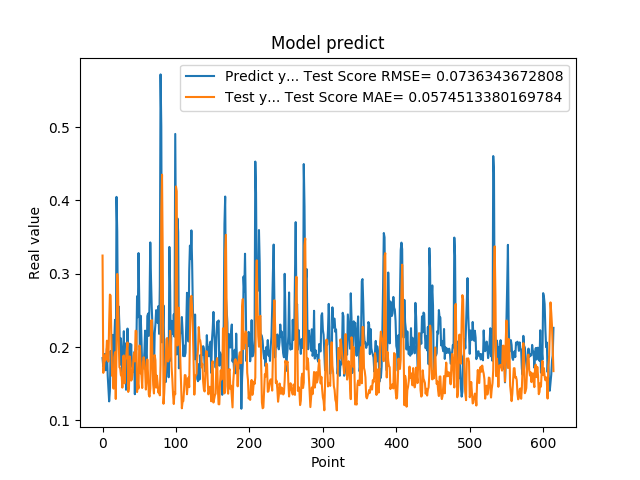 Model predict
Predict y... Test Score RMSE= 0.0736343672808
Test y... Test Score MAE= 0.0574513380169784
Real value
0.5
0.4
0.3
0.2
0.1
0 100 200 300 400 500 600
Point